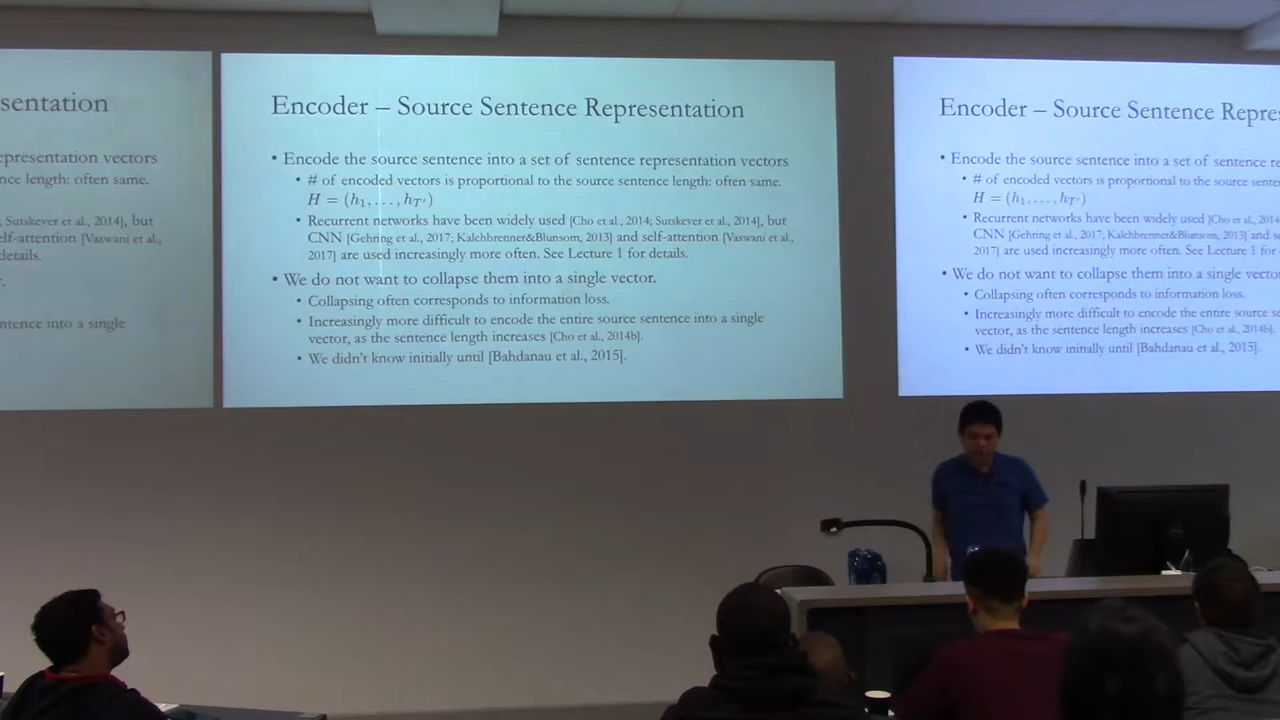 sentation
epresentation vectors
nce length: often same.
; Sutskever et al., 2014], but
elf-attention [Vaswani et al.,
details.
r.
ntence into a single
Encoder – Source Sentence Representation
• Encode the source sentence into a set of sentence representation vectors
• # of encoded vectors is proportional to the source sentence length: often same.
H = (h₁, . . . , h_T′)
• Recurrent networks have been widely used [Cho et al., 2014; Sutskever et al., 2014], but
CNN [Gehring et al., 2017; Kalchbrenner&Blunsom, 2013] and self-attention [Vaswani et al.,
2017] are used increasingly more often. See Lecture 1 for details.
• We do not want to collapse them into a single vector.
• Collapsing often corresponds to information loss.
• Increasingly more difficult to encode the entire source sentence into a single
vector, as the sentence length increases [Cho et al., 2014b].
• We didn't know initially until [Bahdanau et al., 2015].
Encoder – Source Sentence Repres
• Encode the source sentence into a set of sentence re
• # of encoded vectors is proportional to the source senten
H = (h₁, . . . , h_T′)
• Recurrent networks have been widely used [Cho et al., 2014
CNN [Gehring et al., 2017; Kalchbrenner&Blunsom, 2013] and se
2017] are used increasingly more often. See Lecture 1 for
• We do not want to collapse them into a single vector
• Collapsing often corresponds to information loss.
• Increasingly more difficult to encode the entire source se
vector, as the sentence length increases [Cho et al., 2014b].
• We didn't know initially until [Bahdanau et al., 2015].